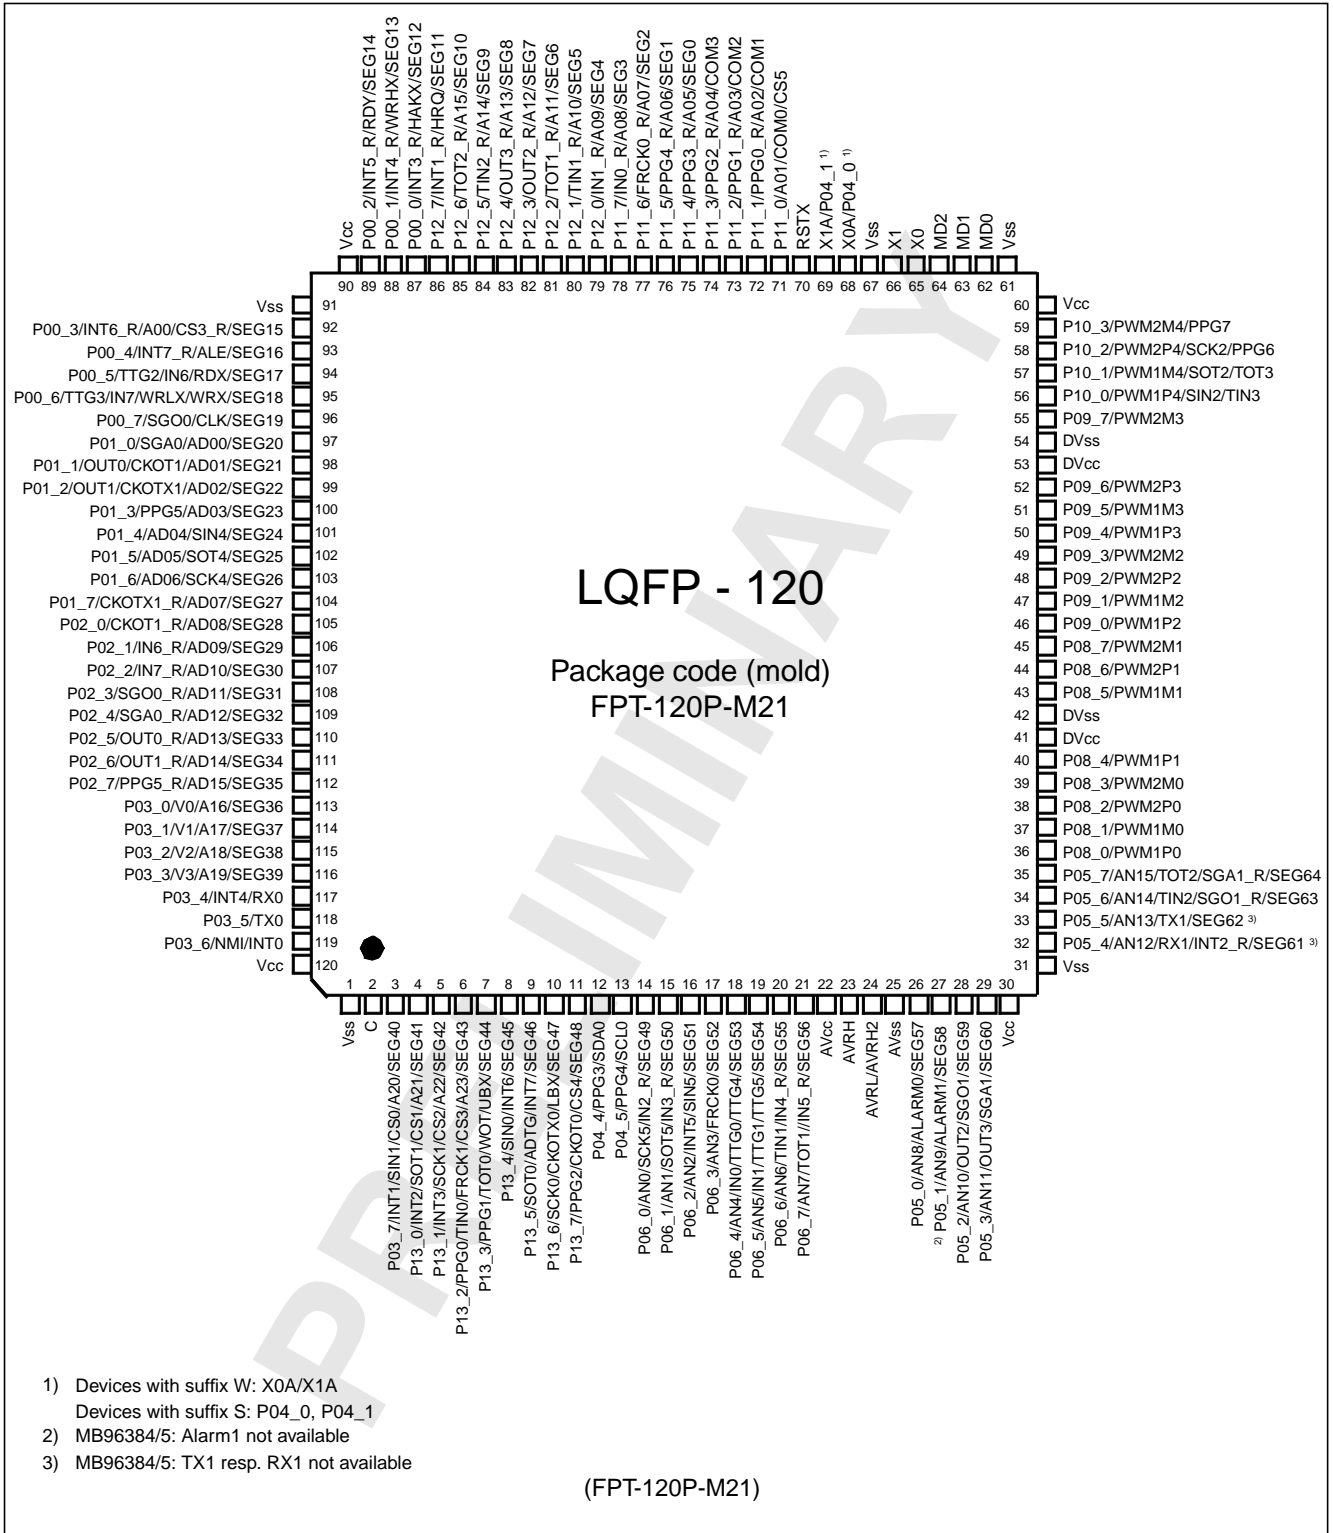 Vcc
P00_2/INT5_R/RDY/SEG14
P00_1/INT4_R/WRHX/SEG13
P00_0/INT3_R/HAKX/SEG12
P12_7/INT1_R/HRQ/SEG11
P12_6/TOT2_R/A15/SEG10
P12_5/TIN2_R/A14/SEG9
P12_4/OUT3_R/A13/SEG8
P12_3/OUT2_R/A12/SEG7
P12_2/TOT1_R/A11/SEG6
P12_1/TIN1_R/A10/SEG5
P12_0/IN1_R/A09/SEG4
P11_7/IN0_R/A08/SEG3
P11_6/FRCK0_R/A07/SEG2
P11_5/PPG4_R/A06/SEG1
P11_4/PPG3_R/A05/SEG0
P11_3/PPG2_R/A04/COM3
P11_2/PPG1_R/A03/COM2
P11_1/PPG0_R/A02/COM1
P11_0/A01/COM0/CS5
RSTX
X1A/P04_1 1)
X0A/P04_0 1)
Vss
X1
X0
MD2
MD1
MD0
Vss
90 89 88 87 86 85 84 83 82 81 80 79 78 77 76 75 74 73 72 71 70 69 68 67 66 65 64 63 62 61
Vss 91
P00_3/INT6_R/A00/CS3_R/SEG15 92
P00_4/INT7_R/ALE/SEG16 93
P00_5/TTG2/IN6/RDX/SEG17 94
P00_6/TTG3/IN7/WRLX/WRX/SEG18 95
P00_7/SGO0/CLK/SEG19 96
P01_0/SGA0/AD00/SEG20 97
P01_1/OUT0/CKOT1/AD01/SEG21 98
P01_2/OUT1/CKOTX1/AD02/SEG22 99
P01_3/PPG5/AD03/SEG23 100
P01_4/AD04/SIN4/SEG24 101
P01_5/AD05/SOT4/SEG25 102
P01_6/AD06/SCK4/SEG26 103
P01_7/CKOTX1_R/AD07/SEG27 104
P02_0/CKOT1_R/AD08/SEG28 105
P02_1/IN6_R/AD09/SEG29 106
P02_2/IN7_R/AD10/SEG30 107
P02_3/SGO0_R/AD11/SEG31 108
P02_4/SGA0_R/AD12/SEG32 109
P02_5/OUT0_R/AD13/SEG33 110
P02_6/OUT1_R/AD14/SEG34 111
P02_7/PPG5_R/AD15/SEG35 112
P03_0/V0/A16/SEG36 113
P03_1/V1/A17/SEG37 114
P03_2/V2/A18/SEG38 115
P03_3/V3/A19/SEG39 116
P03_4/INT4/RX0 117
P03_5/TX0 118
P03_6/NMI/INT0 119
Vcc 120
LQFP - 120
Package code (mold)
FPT-120P-M21
PRELIMINARY
60 Vcc
59 P10_3/PWM2M4/PPG7
58 P10_2/PWM2P4/SCK2/PPG6
57 P10_1/PWM1M4/SOT2/TOT3
56 P10_0/PWM1P4/SIN2/TIN3
55 P09_7/PWM2M3
54 DVss
53 DVcc
52 P09_6/PWM2P3
51 P09_5/PWM1M3
50 P09_4/PWM1P3
49 P09_3/PWM2M2
48 P09_2/PWM2P2
47 P09_1/PWM1M2
46 P09_0/PWM1P2
45 P08_7/PWM2M1
44 P08_6/PWM2P1
43 P08_5/PWM1M1
42 DVss
41 DVcc
40 P08_4/PWM1P1
39 P08_3/PWM2M0
38 P08_2/PWM2P0
37 P08_1/PWM1M0
36 P08_0/PWM1P0
35 P05_7/AN15/TOT2/SGA1_R/SEG64
34 P05_6/AN14/TIN2/SGO1_R/SEG63
33 P05_5/AN13/TX1/SEG62 3)
32 P05_4/AN12/RX1/INT2_R/SEG61 3)
31 Vss
1 2 3 4 5 6 7 8 9 10 11 12 13 14 15 16 17 18 19 20 21 22 23 24 25 26 27 28 29 30
Vss
C
P03_7/INT1/SIN1/CS0/A20/SEG40
P13_0/INT2/SOT1/CS1/A21/SEG41
P13_1/INT3/SCK1/CS2/A22/SEG42
P13_2/PPG0/TIN0/FRCK1/CS3/A23/SEG43
P13_3/PPG1/TOT0/WOT/UBX/SEG44
P13_4/SIN0/INT6/SEG45
P13_5/SOT0/ADTG/INT7/SEG46
P13_6/SCK0/CKOTX0/LBX/SEG47
P13_7/PPG2/CKOT0/CS4/SEG48
P04_4/PPG3/SDA0
P04_5/PPG4/SCL0
P06_0/AN0/SCK5/IN2_R/SEG49
P06_1/AN1/SOT5/IN3_R/SEG50
P06_2/AN2/INT5/SIN5/SEG51
P06_3/AN3/FRCK0/SEG52
P06_4/AN4/IN0/TTG0/TTG4/SEG53
P06_5/AN5/IN1/TTG1/TTG5/SEG54
P06_6/AN6/TIN1/IN4_R/SEG55
P06_7/AN7/TOT1//IN5_R/SEG56
AVcc
AVRH
AVRL/AVRH2
AVss
P05_0/AN8/ALARM0/SEG57
2) P05_1/AN9/ALARM1/SEG58
P05_2/AN10/OUT2/SGO1/SEG59
P05_3/AN11/OUT3/SGA1/SEG60
Vcc
1) Devices with suffix W: X0A/X1A
Devices with suffix S: P04_0, P04_1
2) MB96384/5: Alarm1 not available
3) MB96384/5: TX1 resp. RX1 not available
(FPT-120P-M21)